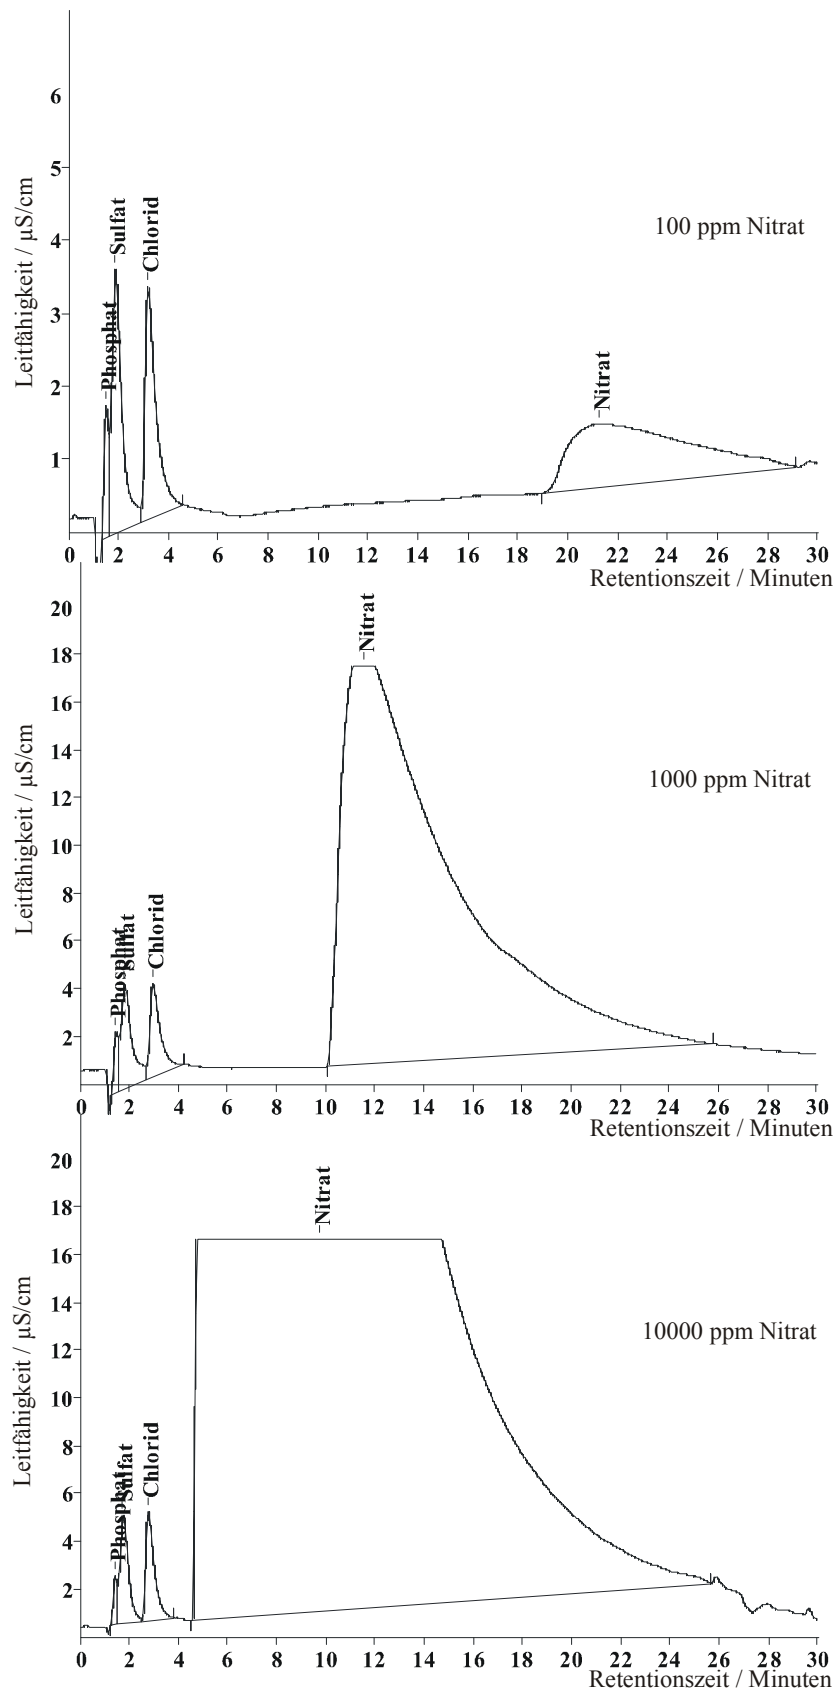 6
5
4
3
2
1
Leitfähigkeit / µS/cm
Phosphat
Sulfat
Chlorid
Nitrat
100 ppm Nitrat
0 2 4 6 8 10 12 14 16 18 20 22 24 26 28 30
Retentionszeit / Minuten
20
18
16
14
12
10
8
6
4
2
Leitfähigkeit / µS/cm
Phosphat
Sulfat
Chlorid
Nitrat
1000 ppm Nitrat
0 2 4 6 8 10 12 14 16 18 20 22 24 26 28 30
Retentionszeit / Minuten
20
18
16
14
12
10
8
6
4
2
Leitfähigkeit / µS/cm
Phosphat
Sulfat
Chlorid
Nitrat
10000 ppm Nitrat
0 2 4 6 8 10 12 14 16 18 20 22 24 26 28 30
Retentionszeit / Minuten